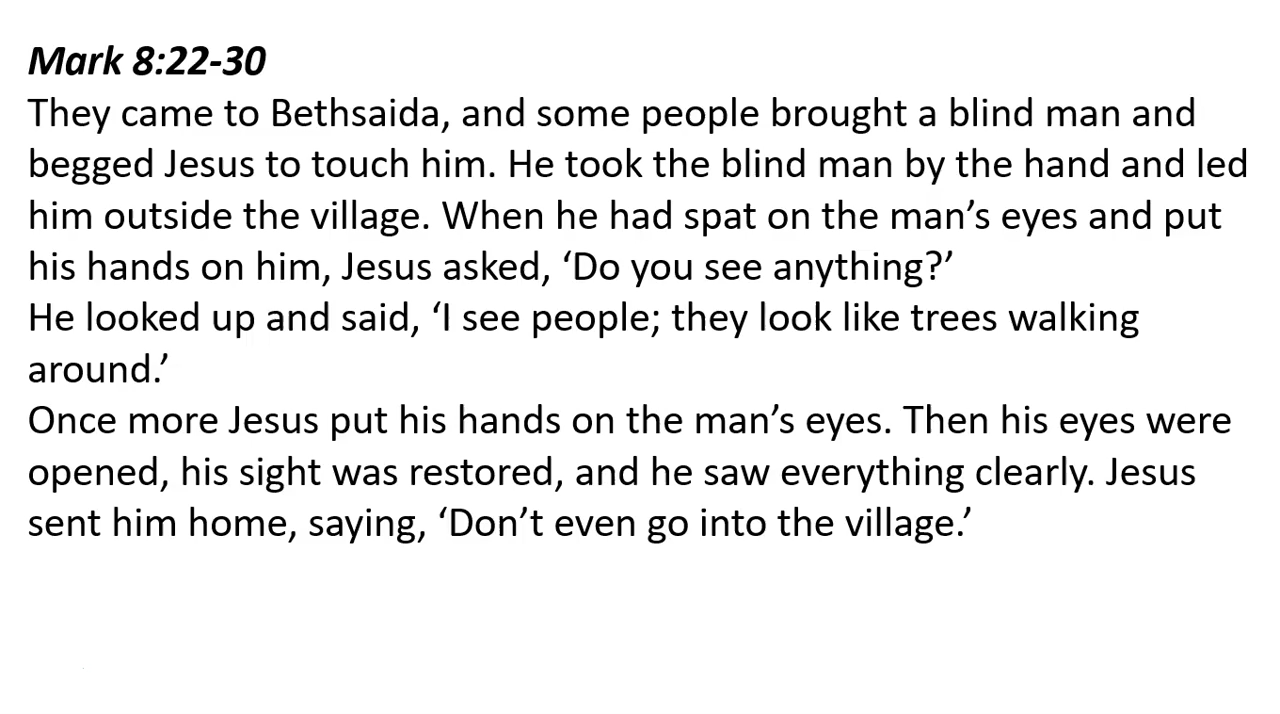 Mark 8:22-30
They came to Bethsaida, and some people brought a blind man and
begged Jesus to touch him. He took the blind man by the hand and led
him outside the village. When he had spat on the man’s eyes and put
his hands on him, Jesus asked, ‘Do you see anything?’
He looked up and said, ‘I see people; they look like trees walking
around.’
Once more Jesus put his hands on the man’s eyes. Then his eyes were
opened, his sight was restored, and he saw everything clearly. Jesus
sent him home, saying, ‘Don’t even go into the village.’